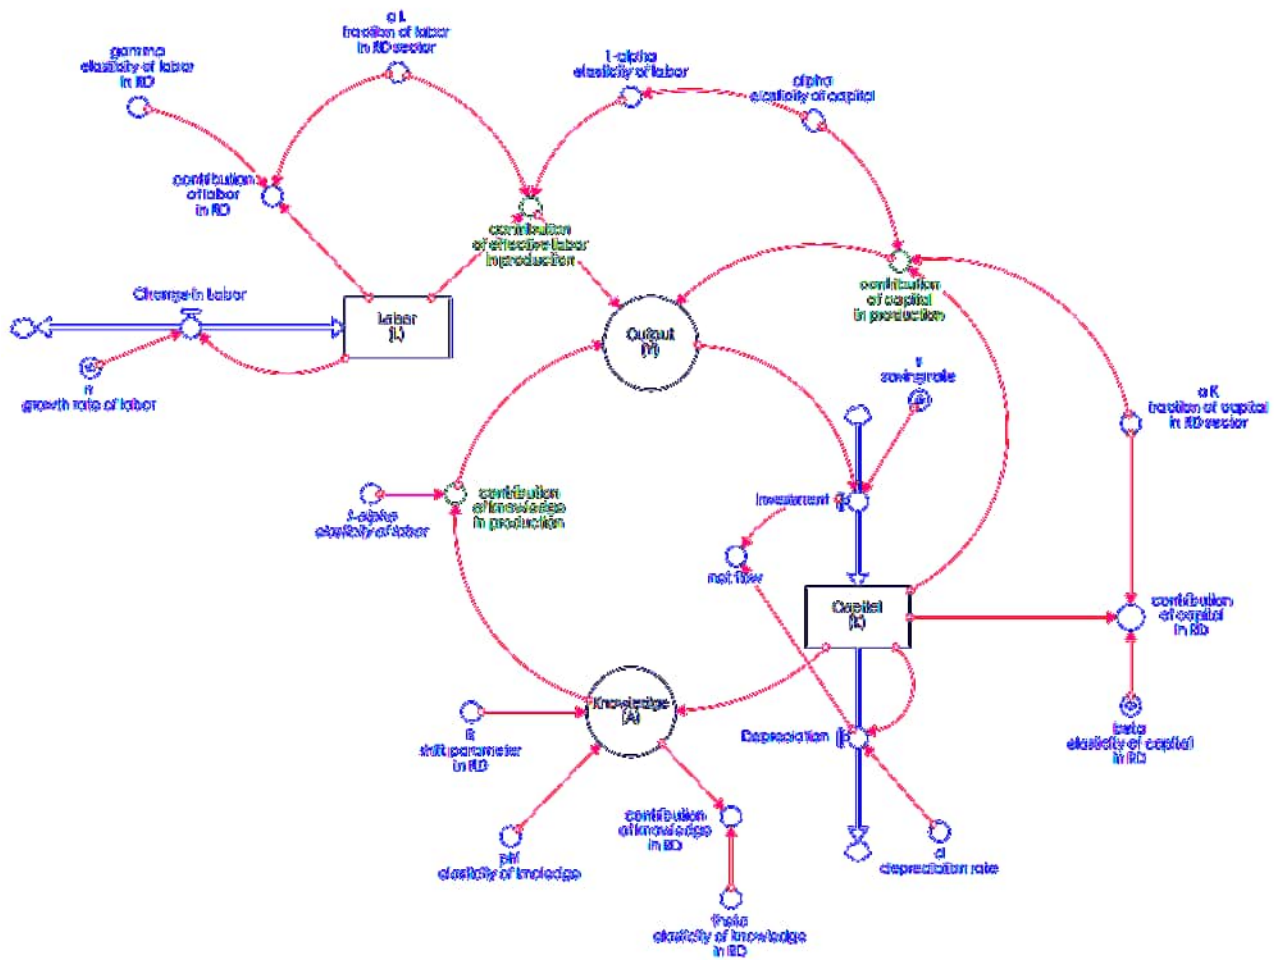 a L
fraction of labor
in RD sector
gamma
elasticity of labor
in RD
1-alpha
elasticity of labor
alpha
elasticity of capital
contribution
of labor
in RD
contribution
of effective labor
in production
contribution
of capital
in production
Change in Labor
Labor
(L)
Output
(Y)
n
growth rate of labor
s
saving rate
a K
fraction of capital
in RD sector
1-alpha
elasticity of labor
contribution
of knowledge
in production
Investment
net flow
Capital
(K)
contribution
of capital
in RD
Knowledge
(A)
B
shift parameter
in RD
Depreciation
beta
elasticity of capital
in RD
phi
elasticity of knoledge
contribution
of knowledge
in RD
d
depreciation rate
theta
elasticity of knowledge
in RD